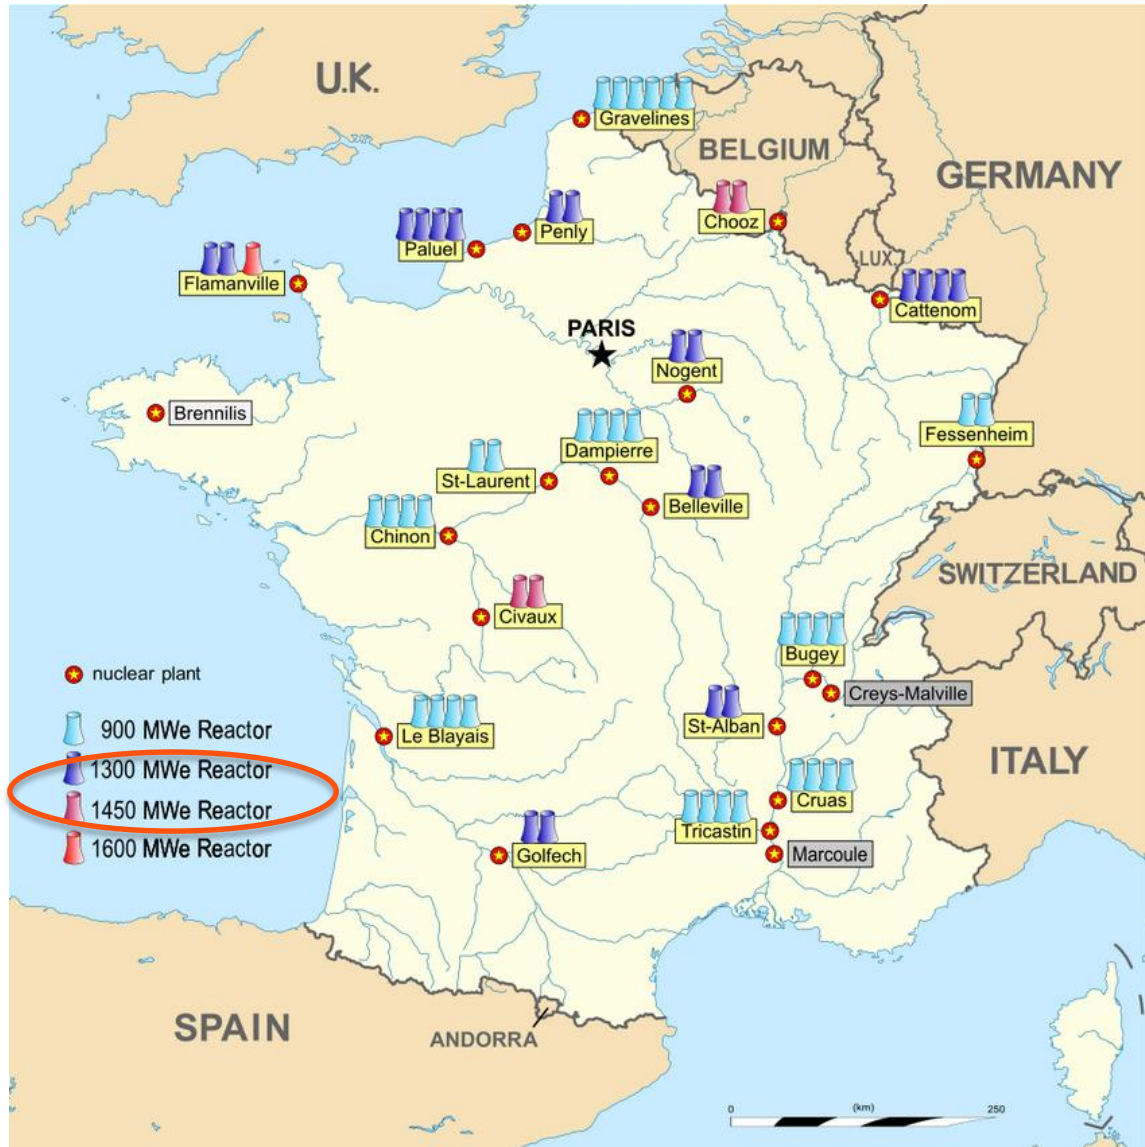 U.K.
Gravelines
BELGIUM
GERMANY
Penly
Chooz
Paluel
LUX.
Flamanville
Cattenom
PARIS
Nogent
Brennilis
Fessenheim
Dampierre
St-Laurent
Belleville
Chinon
SWITZERLAND
Civaux
Bugey
nuclear plant
Creys-Malville
900 MWe Reactor
St-Alban
Le Blayais
ITALY
1300 MWe Reactor
Cruas
1450 MWe Reactor
Tricastin
1600 MWe Reactor
Golfech
Marcoule
SPAIN
ANDORRA
0 (km) 250